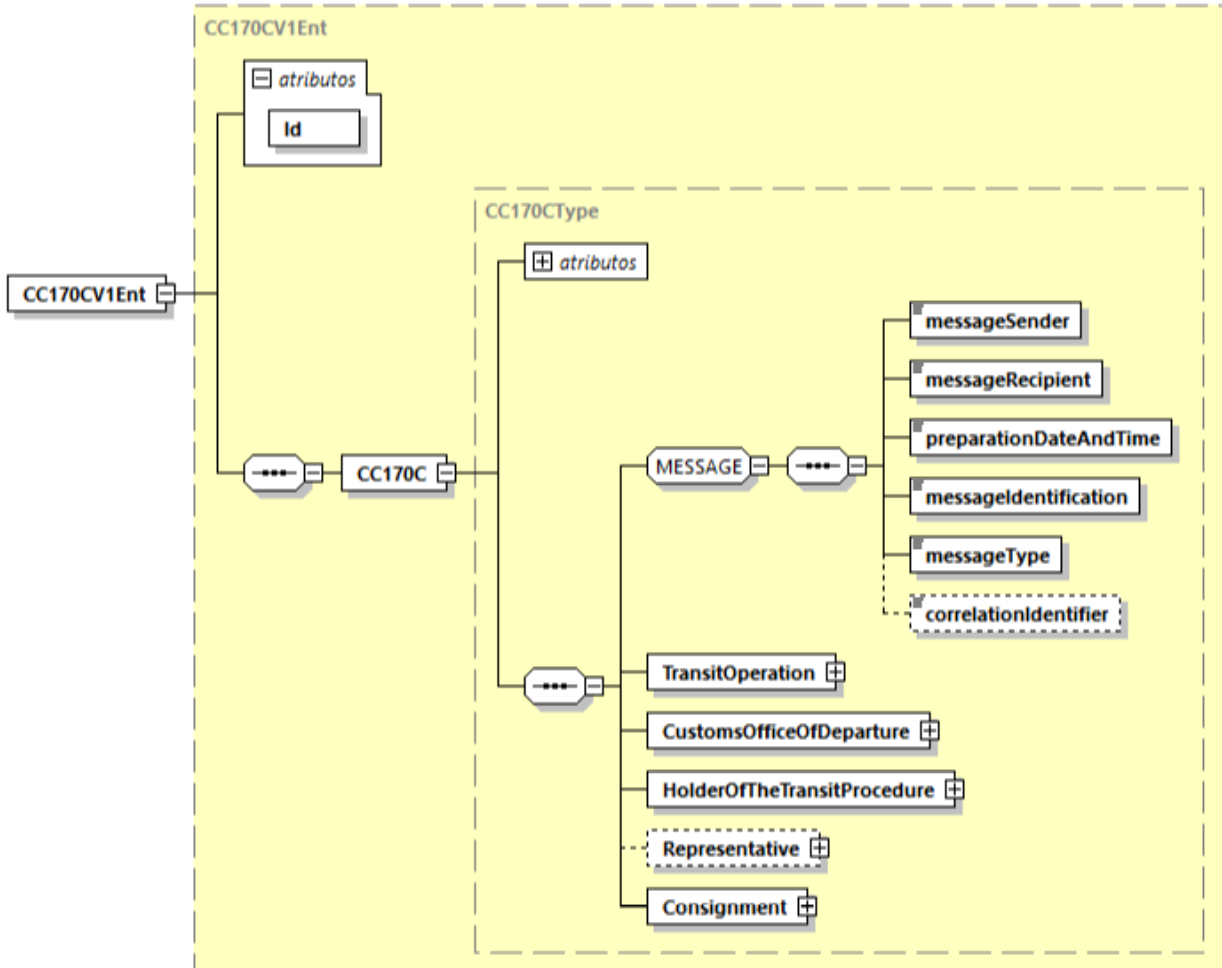 CC170CV1Ent
atributos
Id
CC170CType
atributos
CC170CV1Ent
messageSender
messageRecipient
preparationDateAndTime
MESSAGE
CC170C
messageIdentification
messageType
correlationIdentifier
TransitOperation
CustomsOfficeOfDeparture
HolderOfTheTransitProcedure
Representative
Consignment